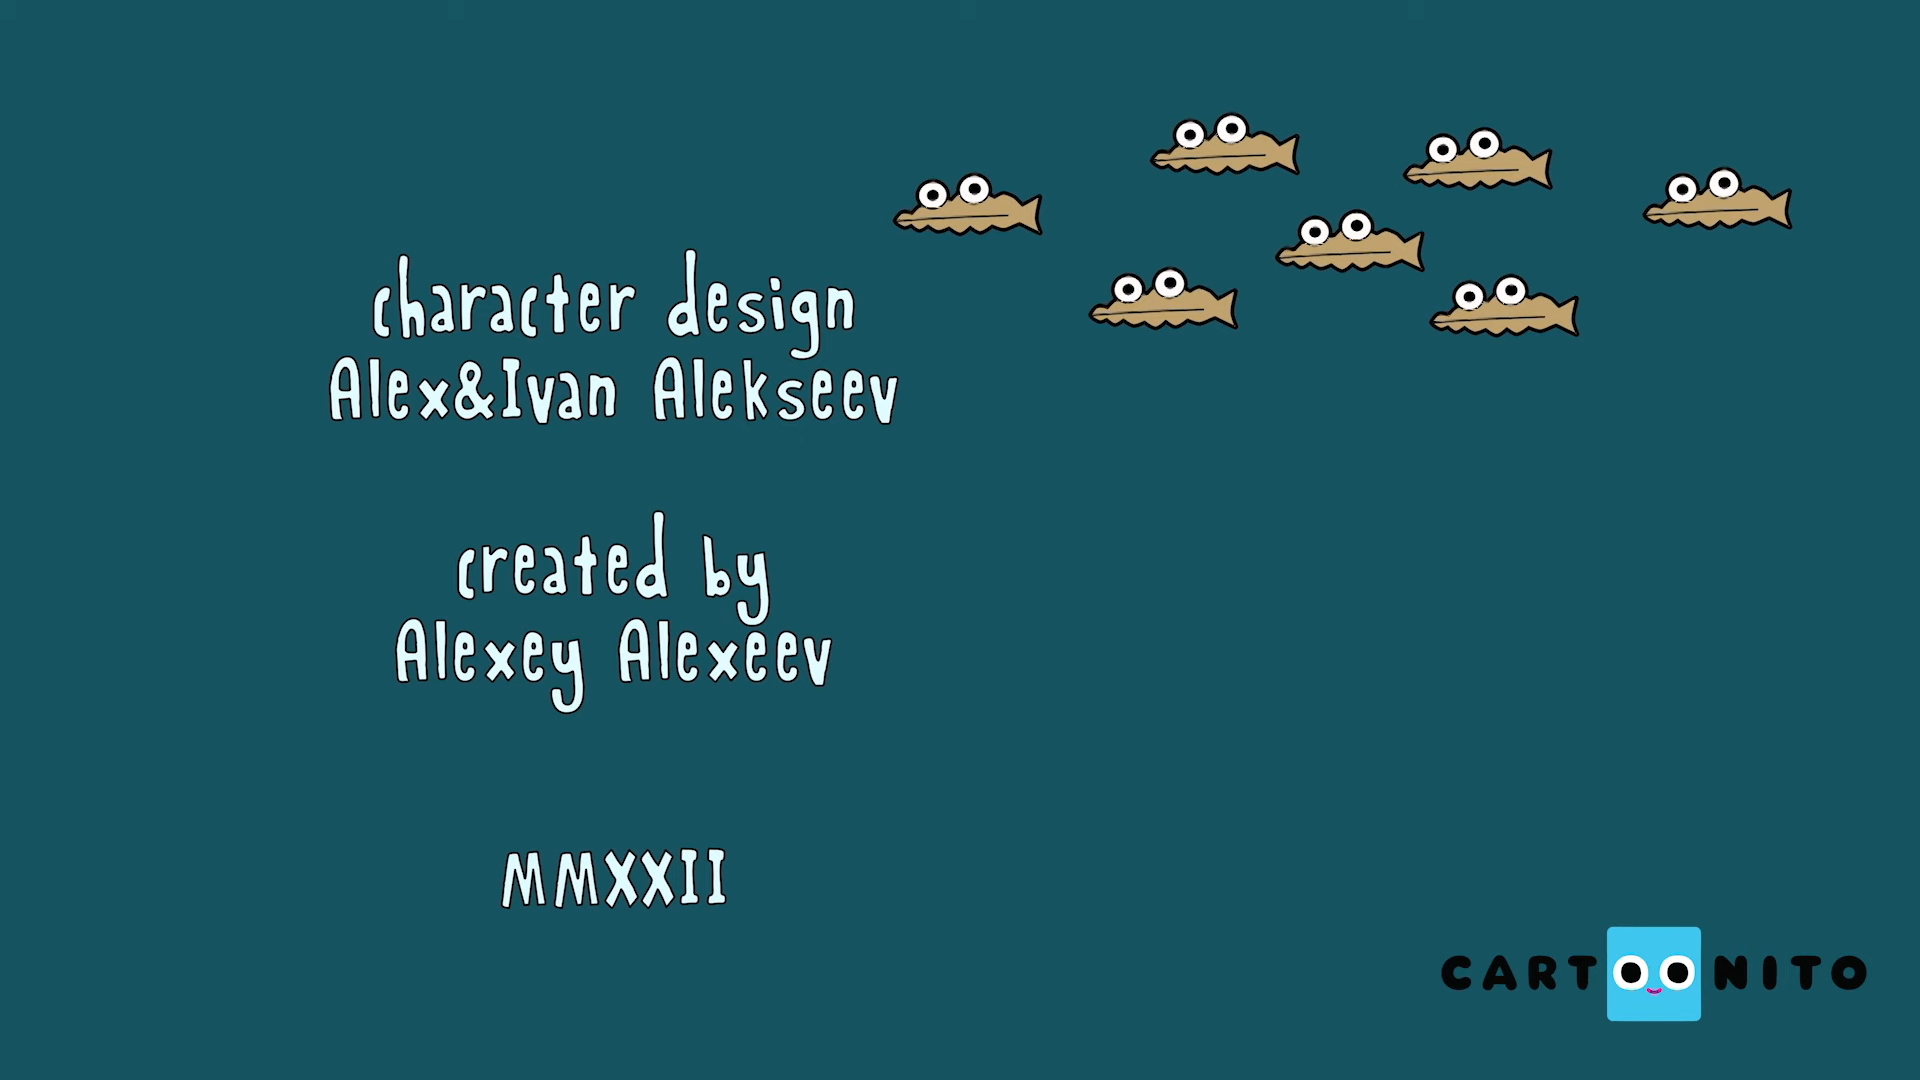 character design
Alex&Ivan Alekseev
created by
Alexey Alexeev
MMXXII
CARTOONITO